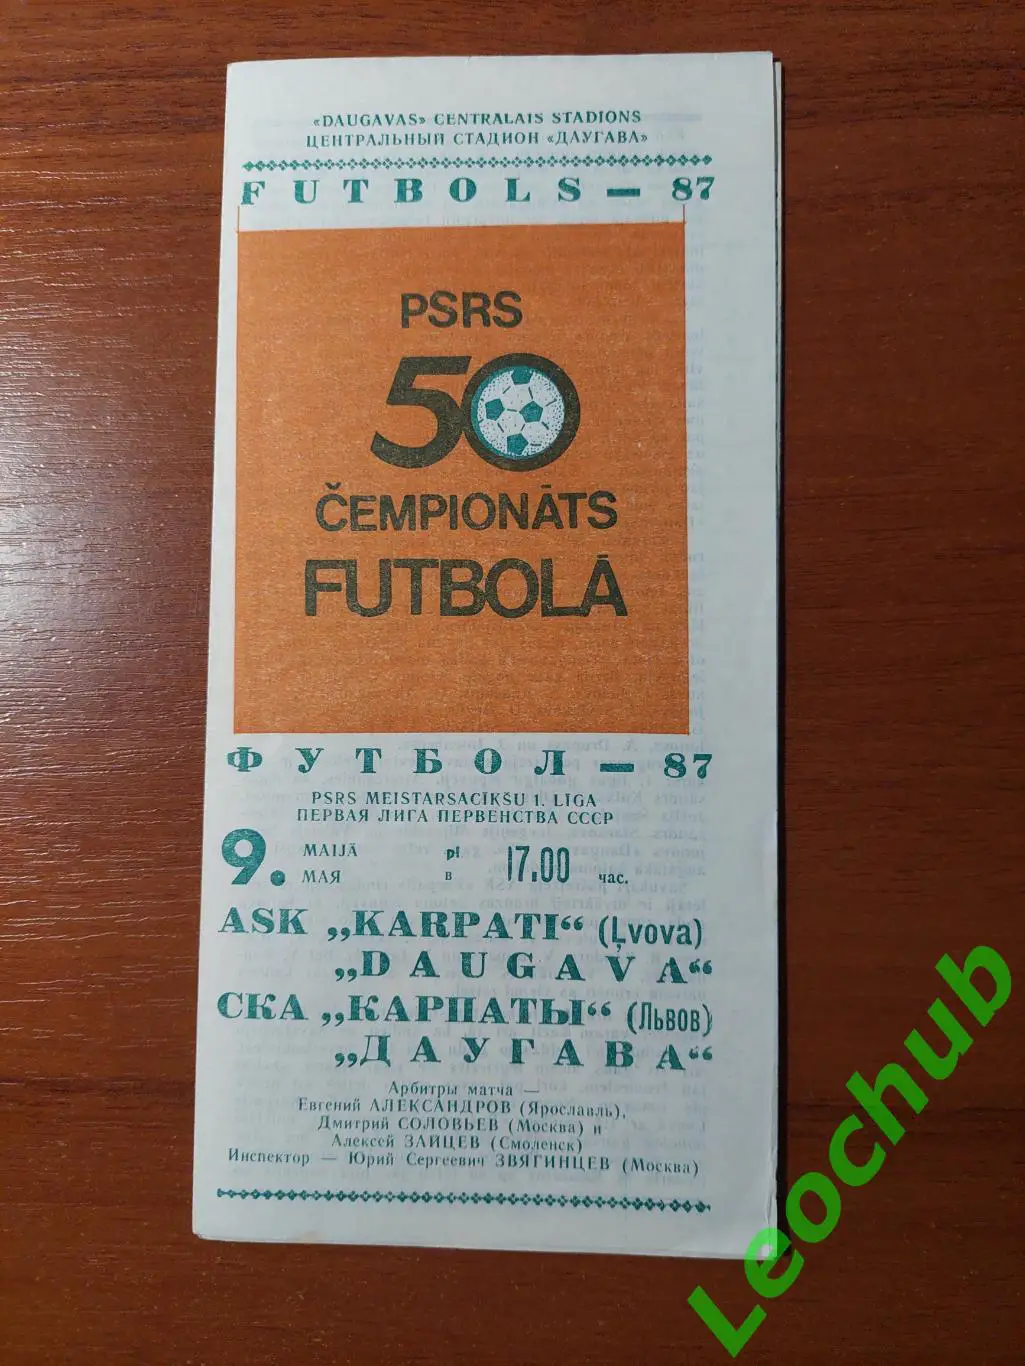 «DAUGAVAS» CENTRALAIS STADIONS
ЦЕНТРАЛЬНЫЙ СТАДИОН «ДАУГАВА»
FUTBOLS — 87
PSRS
50
ČEMPIONĀTS
FUTBOLĀ
ФУТБОЛ — 87
PSRS MEISTARSACĪKŠU 1. LĪGA
ПЕРВАЯ ЛИГА ПЕРВЕНСТВА СССР
9. MAIJĀ pl 17.00
МАЯ в час.
ASK „KARPATI“ (Ļvova)
„DAUGAVA“
СКА „КАРПАТЫ“ (Львов)
„ДАУГАВА“
Арбитры матча —
Евгений АЛЕКСАНДРОВ (Ярославль),
Дмитрий СОЛОВЬЕВ (Москва) и
Алексей ЗАЙЦЕВ (Смоленск)
Инспектор — Юрий Сергеевич ЗВЯГИНЦЕВ (Москва)
Leochub